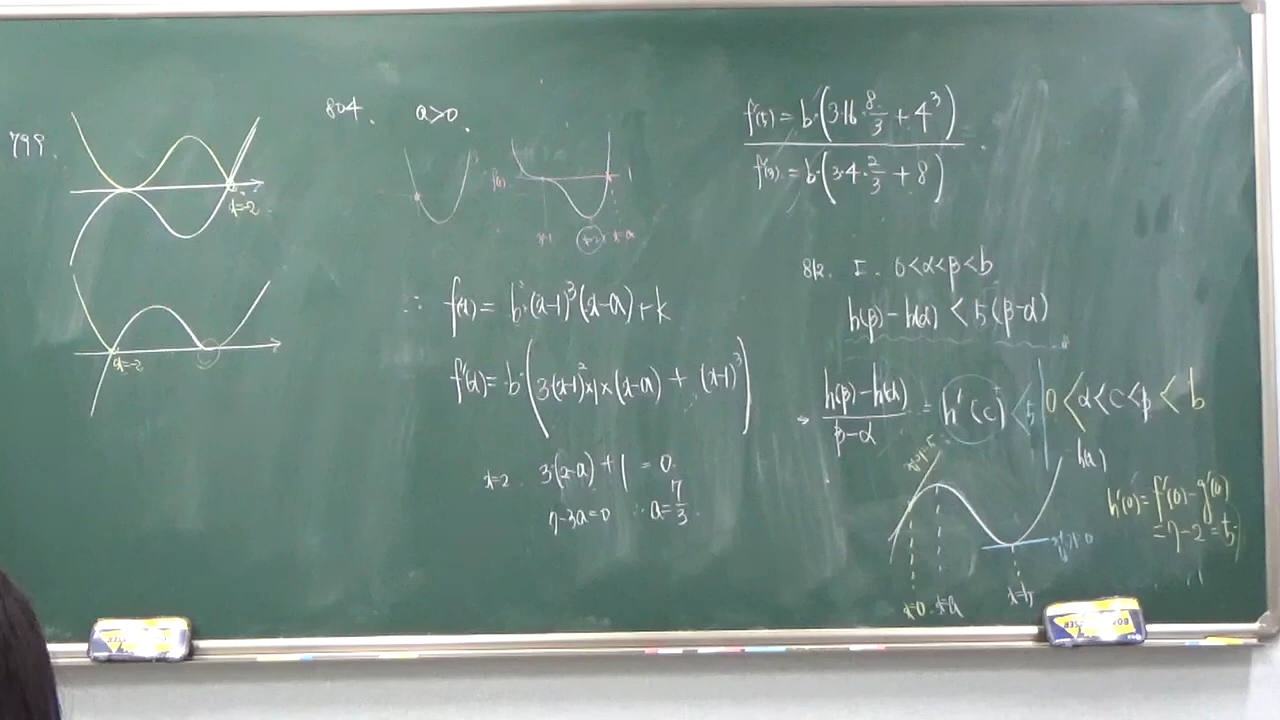 799.
x=-2
x=-2
804. a>0.
f(x)
x=1 x=2 x=a
∴ f(x) = b·(x-1)³(x-a)+k
f'(x) = b·(3·(x-1)²×1×(x-a) + (x-1)³)
x=2. 3·(2-a)+1 = 0.
7-3a=0 ∴ a=7/3.
f'(5) = b·(3·16·8/3 + 4³)
f'(3) = b·(3·4·2/3 + 8)
812. ㄷ. 0<α<β<b
h(β)-h(α) < 5(β-α)
→ (h(β)-h(α))/(β-α) = h'(c) < 5 0<α<c<β<b
h(x)
h'(0) = f'(0)-g'(0)
=7-2=5
x=0 x=a x=b